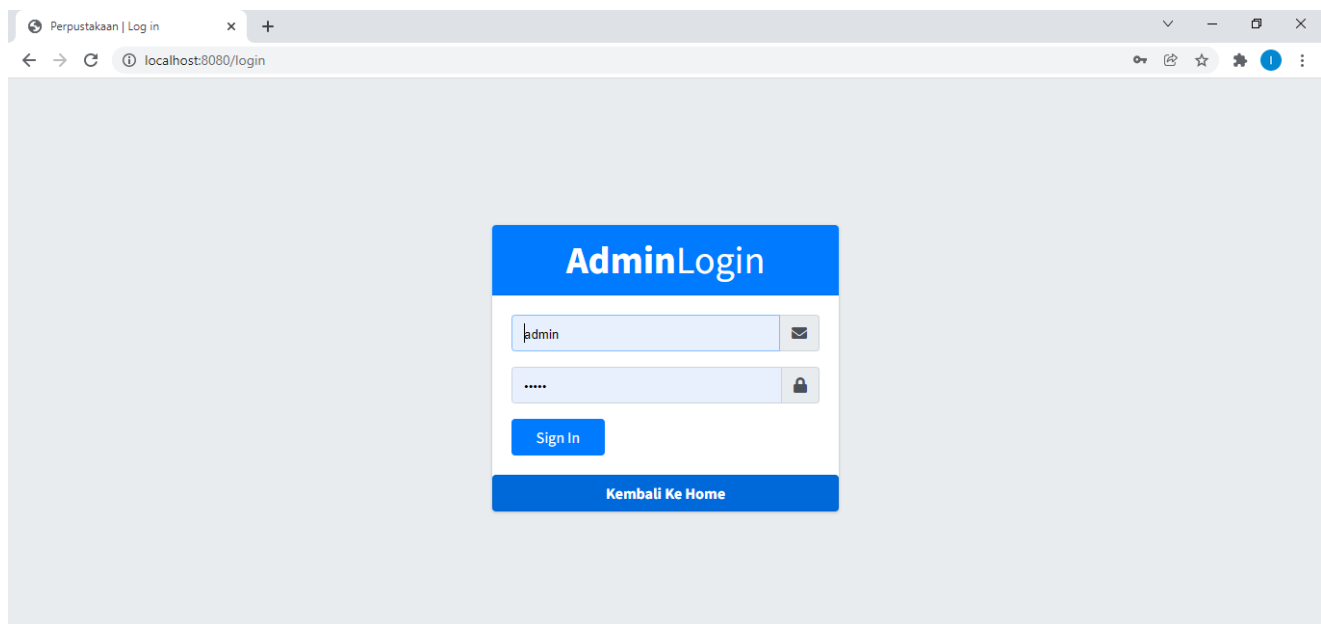 Perpustakaan | Log in
localhost:8080/login
I
AdminLogin
admin
•••••
Sign In
Kembali Ke Home